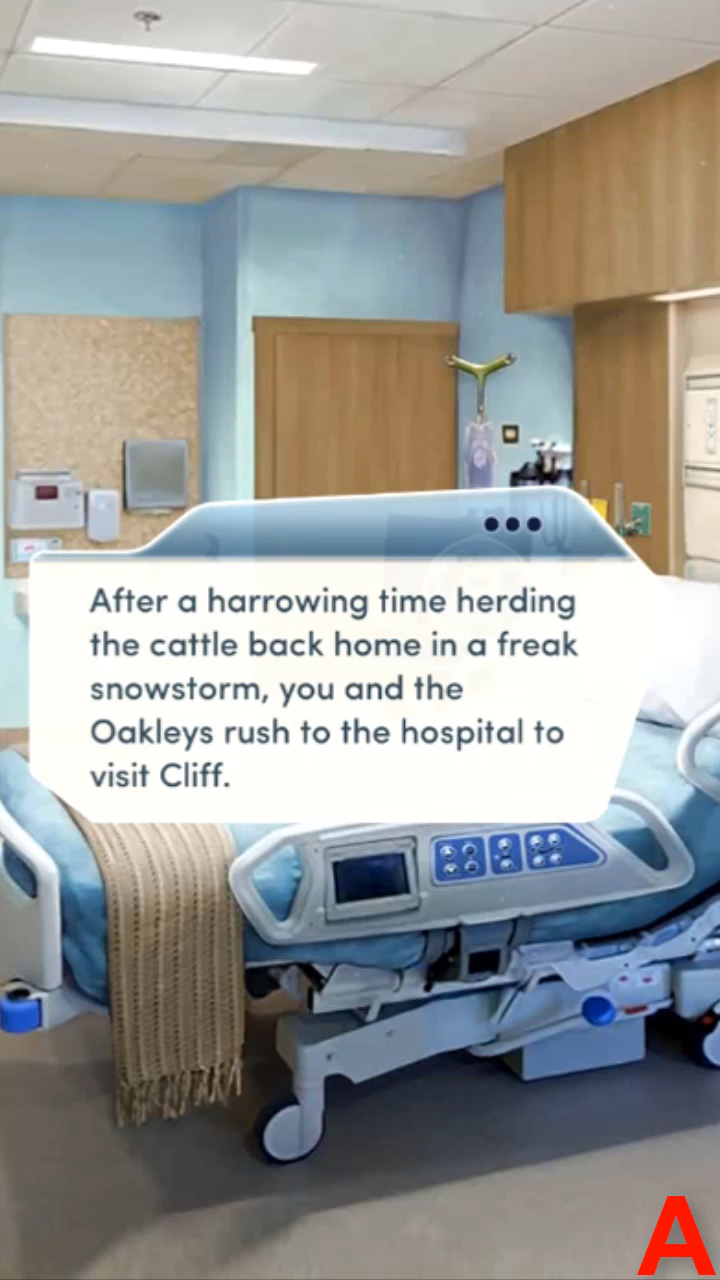 After a harrowing time herding
the cattle back home in a freak
snowstorm, you and the
Oakleys rush to the hospital to
visit Cliff.
A